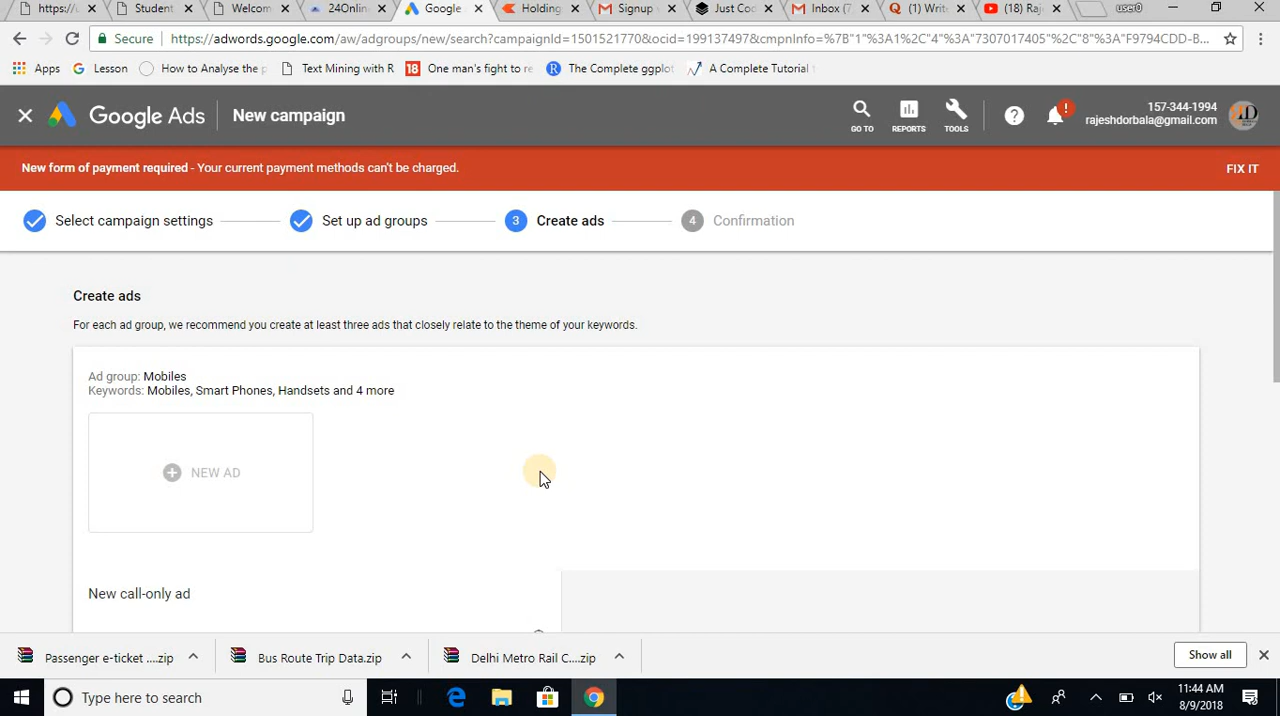 https://u
Student
Welcom
24Online
Google
Holding
Signup
Just Cod
Inbox (
(1) Write
(18) Raj
user0
Secure
https://adwords.google.com/aw/adgroups/new/search?campaignId=1501521770&ocid=199137497&cmpnInfo=%7B"1"%3A1%2C"4"%3A"7307017405"%2C"8"%3A"F9794CDD-B...
Apps
Lesson
How to Analyse the p
Text Mining with R
18
One man's fight to re
The Complete ggplot
A Complete Tutorial t
Google Ads
New campaign
GO TO
REPORTS
TOOLS
157-344-1994
rajeshdorbala@gmail.com
New form of payment required - Your current payment methods can't be charged.
FIX IT
Select campaign settings
Set up ad groups
3 Create ads
4 Confirmation
Create ads
For each ad group, we recommend you create at least three ads that closely relate to the theme of your keywords.
Ad group: Mobiles
Keywords: Mobiles, Smart Phones, Handsets and 4 more
NEW AD
New call-only ad
Passenger e-ticket ....zip
Bus Route Trip Data.zip
Delhi Metro Rail C....zip
Show all
Type here to search
11:44 AM
8/9/2018